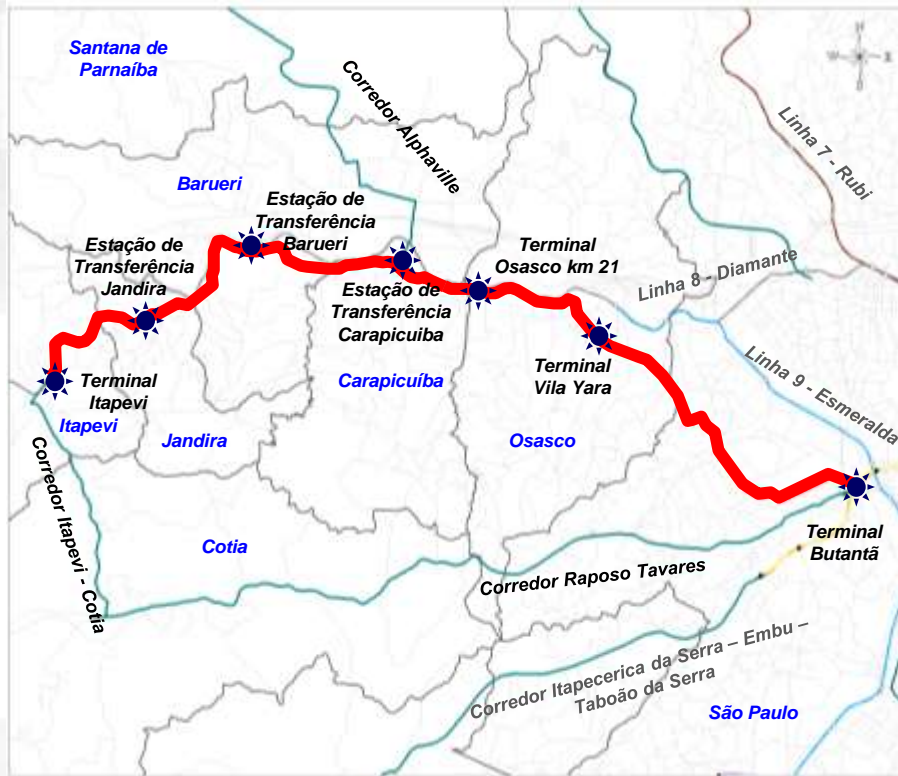 Santana de
Parnaíba
Corredor Alphaville
Linha 7 - Rubi
Barueri
Estação de
Transferência
Barueri
Estação de
Transferência
Jandira
Terminal
Osasco km 21
Linha 8 - Diamante
Estação de
Transferência
Carapicuiba
Linha 9 - Esmeralda
Terminal
Vila Yara
Terminal
Itapevi
Carapicuíba
Itapevi
Jandira
Osasco
Corredor Itapevi - Cotia
Terminal
Butantã
Cotia
Corredor Raposo Tavares
Corredor Itapecerica da Serra – Embu –
Taboão da Serra
São Paulo